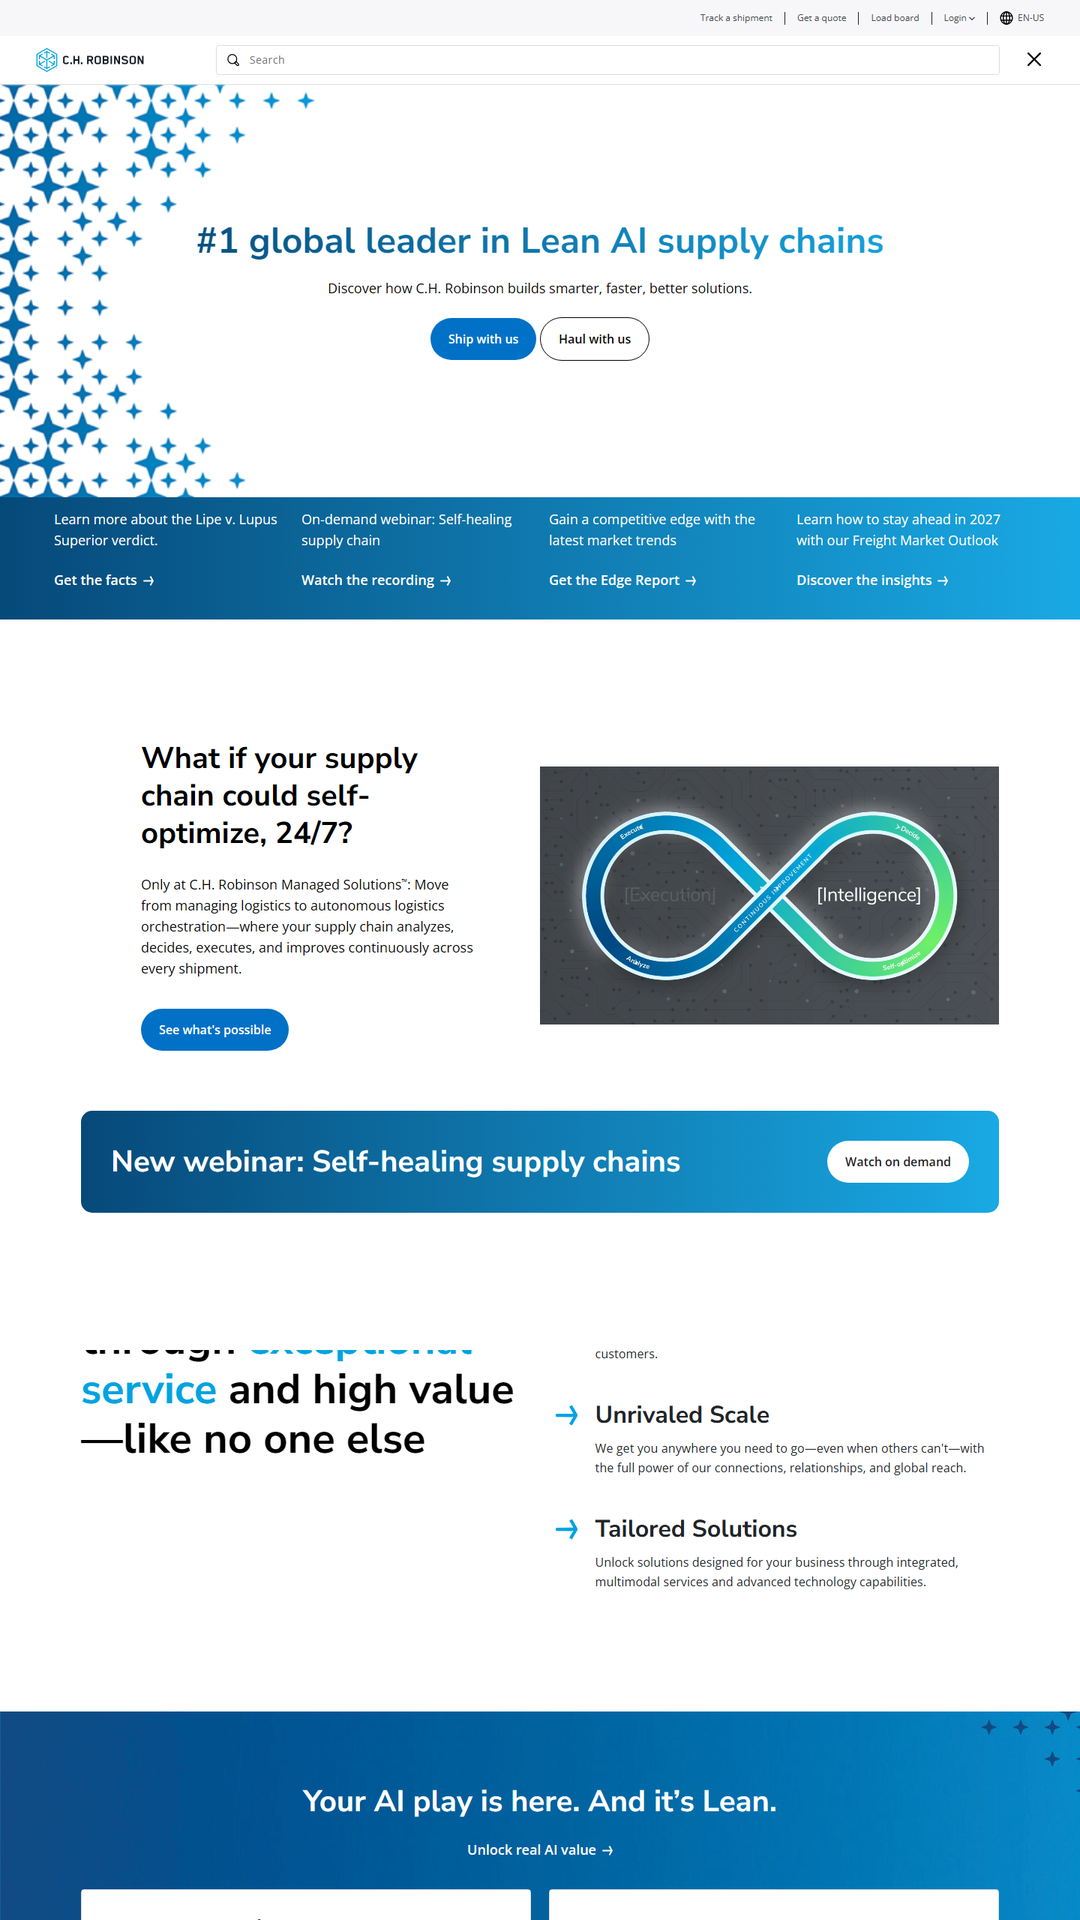 Track a shipment
Get a quote
Load board
Login
EN-US
C.H. ROBINSON
Search
#1 global leader in Lean AI supply chains
Discover how C.H. Robinson builds smarter, faster, better solutions.
Ship with us
Haul with us
Learn more about the Lipe v. Lupus
Superior verdict.
Get the facts →
On-demand webinar: Self-healing
supply chain
Watch the recording →
Gain a competitive edge with the
latest market trends
Get the Edge Report →
Learn how to stay ahead in 2027
with our Freight Market Outlook
Discover the insights →
What if your supply
chain could self-
optimize, 24/7?
Only at C.H. Robinson Managed Solutions™: Move
from managing logistics to autonomous logistics
orchestration—where your supply chain analyzes,
decides, executes, and improves continuously across
every shipment.
See what's possible
Execute
[Execution]
Analyze
CONTINUOUS IMPROVEMENT
Decide
[Intelligence]
Self-optimize
New webinar: Self-healing supply chains
Watch on demand
through exceptional
service and high value
—like no one else
customers.
Unrivaled Scale
We get you anywhere you need to go—even when others can't—with
the full power of our connections, relationships, and global reach.
Tailored Solutions
Unlock solutions designed for your business through integrated,
multimodal services and advanced technology capabilities.
Your AI play is here. And it’s Lean.
Unlock real AI value →